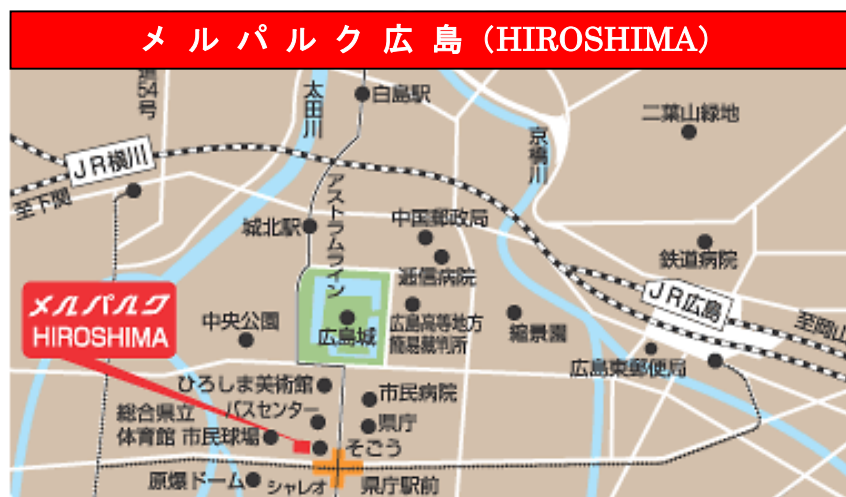 メルパルク広島（HIROSHIMA）
道54号
太田川
白島駅
二葉山緑地
京橋川
JR横川
至下関
アストラムライン
城北駅
中国郵政局
逓信病院
鉄道病院
JR広島
至岡山
メルパルク
HIROSHIMA
中央公園
広島城
広島高等地方
簡易裁判所
縮景園
広島東郵便局
ひろしま美術館
市民病院
総合県立
体育館
バスセンター
県庁
市民球場
そごう
原爆ドーム
シャレオ
県庁駅前